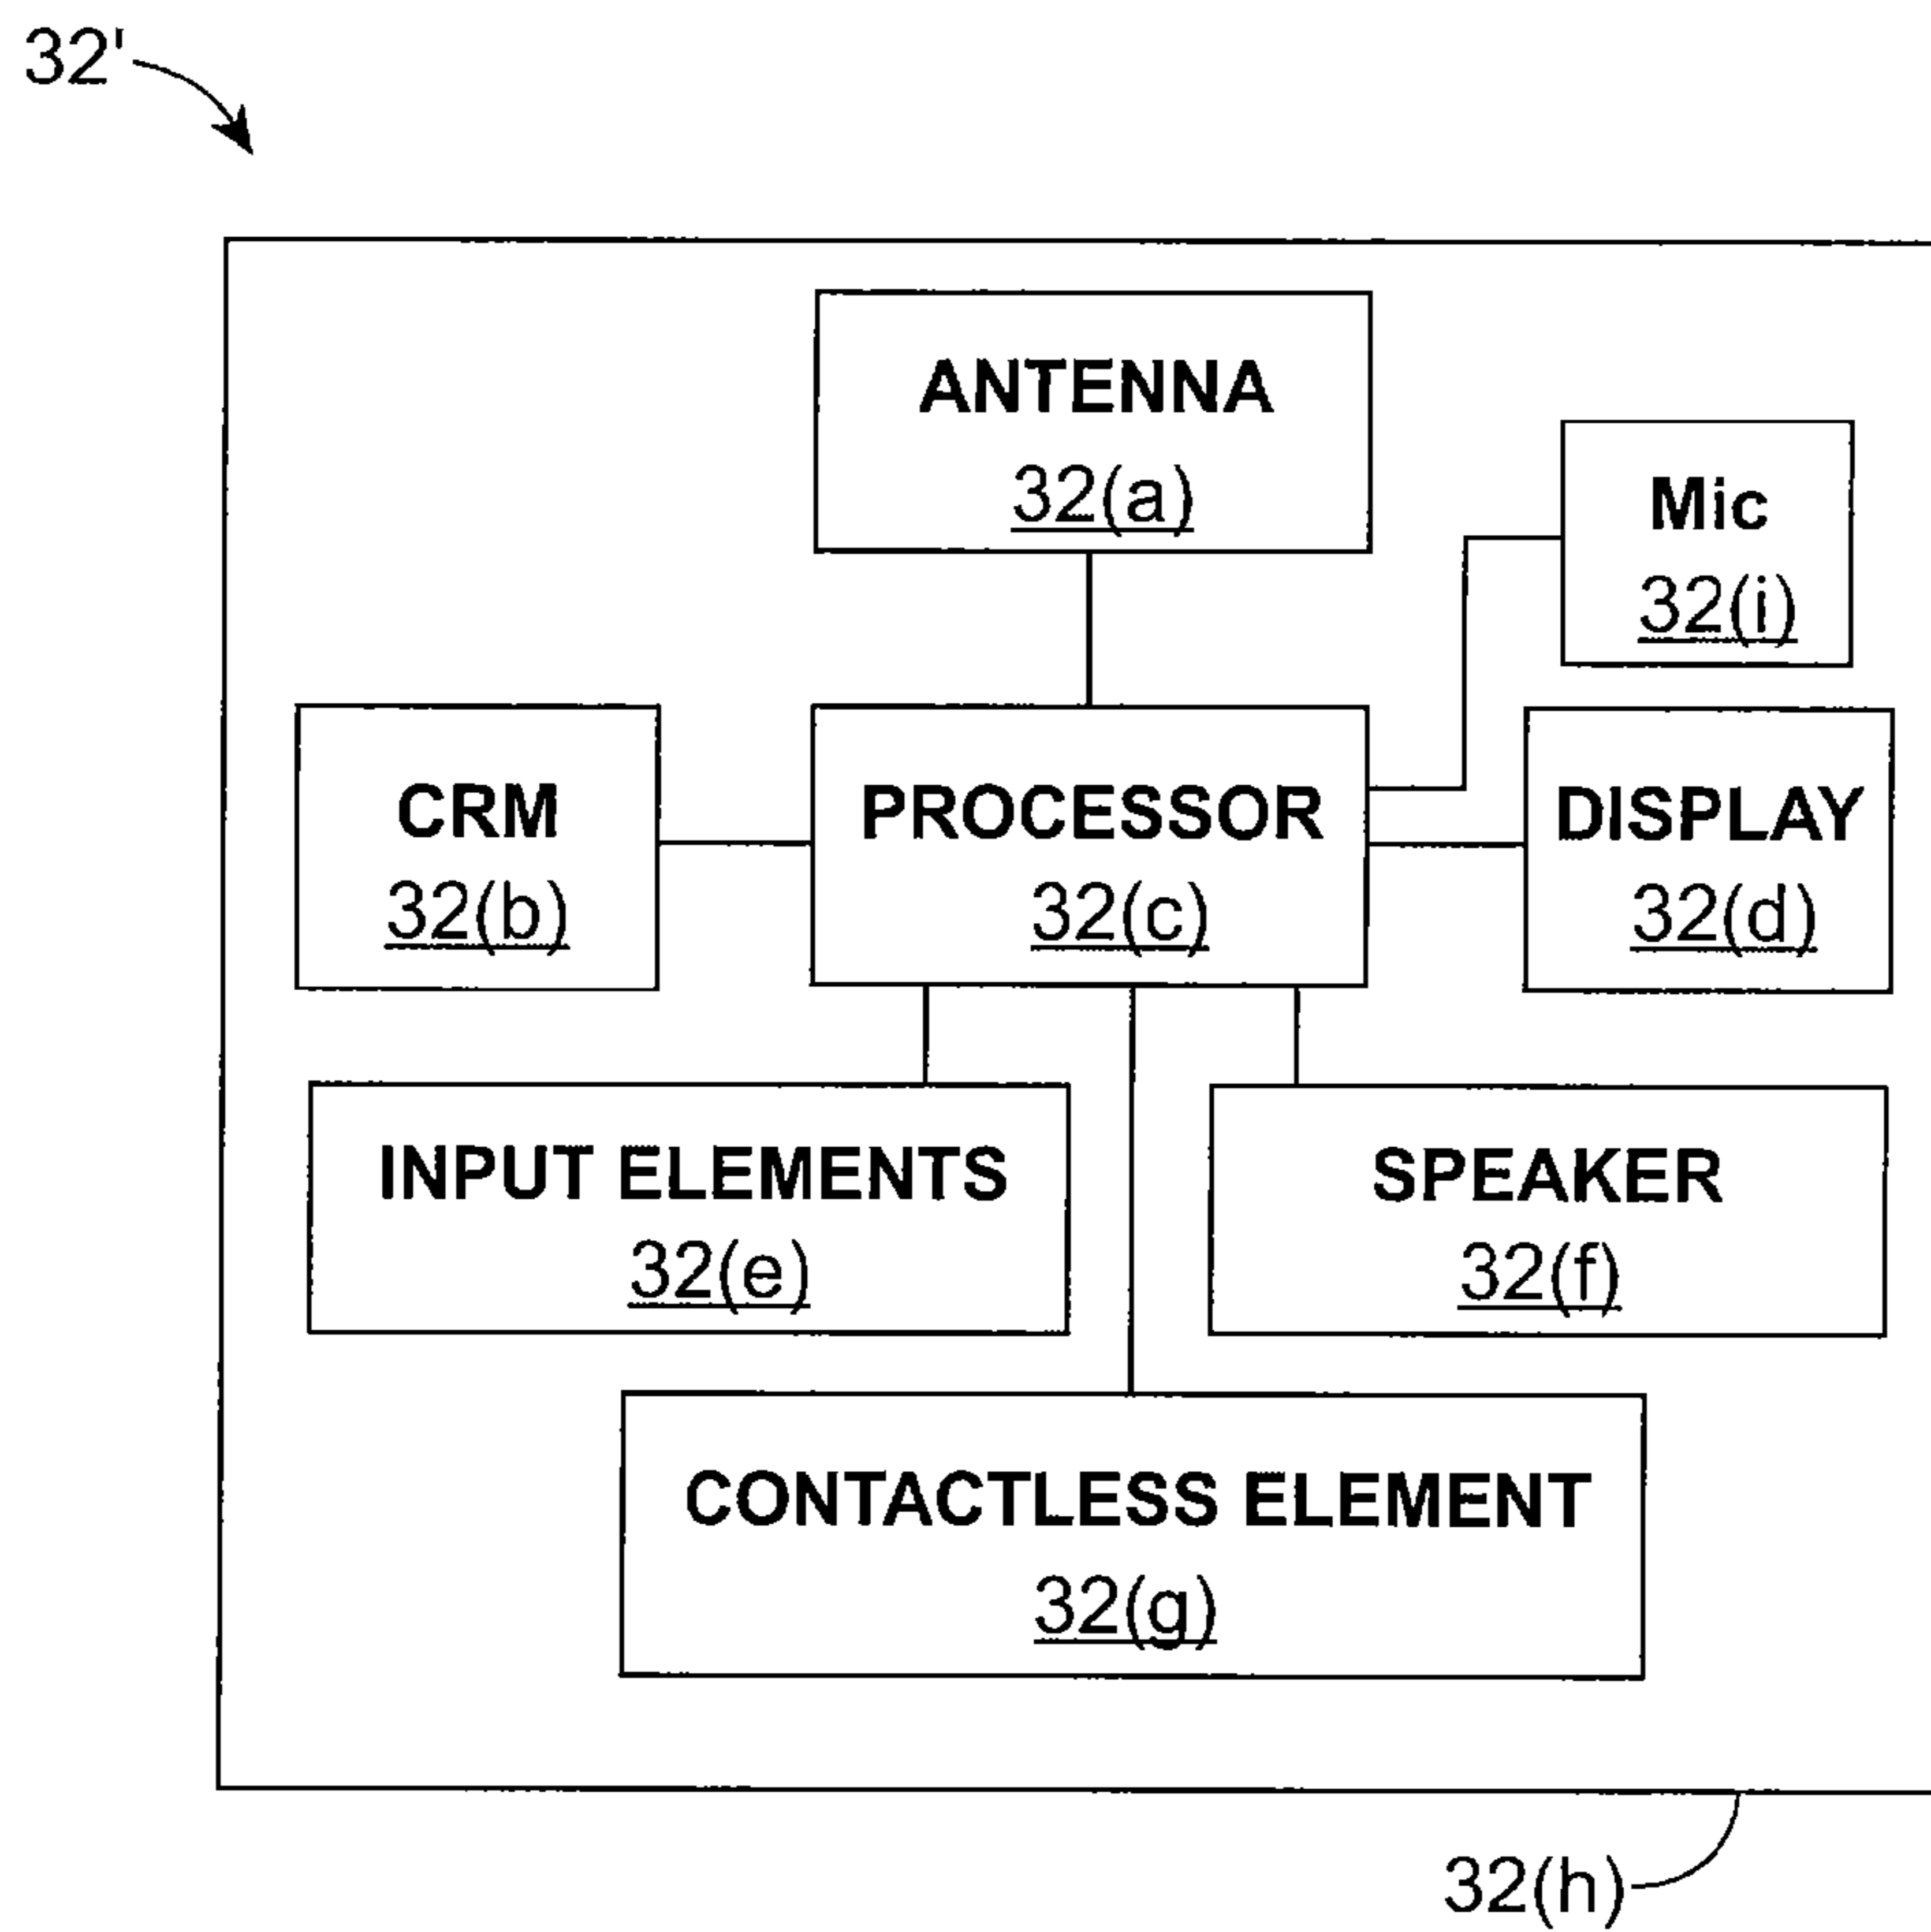 32'
ANTENNA
32(a)
Mic
32(i)
CRM
32(b)
PROCESSOR
32(c)
DISPLAY
32(d)
INPUT ELEMENTS
32(e)
SPEAKER
32(f)
CONTACTLESS ELEMENT
32(g)
32(h)